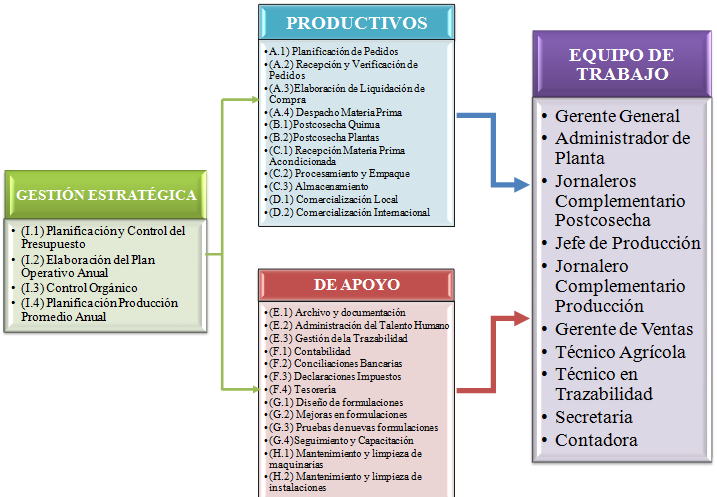 GESTIÓN ESTRATÉGICA
• (I.1) Planificación y Control del
Presupuesto
• (I.2) Elaboración del Plan
Operativo Anual
• (I.3) Control Orgánico
• (I.4) Planificación Producción
Promedio Anual
PRODUCTIVOS
•A.1) Planificación de Pedidos
•(A.2) Recepción y Verificación de
Pedidos
•(A.3)Elaboración de Liquidación de
Compra
•(A.4) Despacho Materia Prima
•(B.1)Postcosecha Quinua
•(B.2)Postcosecha Plantas
•(C.1) Recepción Materia Prima
Acondicionada
•(C.2) Procesamiento y Empaque
•(C.3) Almacenamiento
•(D.1) Comercialización Local
•(D.2) Comercialización Internacional
DE APOYO
•(E.1) Archivo y documentación
•(E.2) Administración del Talento Humano
•(E.3) Gestión de la Trazabilidad
•(F.1) Contabilidad
•(F.2) Conciliaciones Bancarias
•(F.3) Declaraciones Impuestos
•(F.4) Tesorería
•(G.1) Diseño de formulaciones
•(G.2) Mejoras en formulaciones
•(G.3) Pruebas de nuevas formulaciones
•(G.4)Seguimiento y Capacitación
•(H.1) Mantenimiento y limpieza de
maquinarias
•(H.2) Mantenimiento y limpieza de
instalaciones
EQUIPO DE
TRABAJO
• Gerente General
• Administrador de
Planta
• Jornaleros
Complementario
Postcosecha
• Jefe de Producción
• Jornalero
Complementario
Producción
• Gerente de Ventas
• Técnico Agrícola
• Técnico en
Trazabilidad
• Secretaria
• Contadora